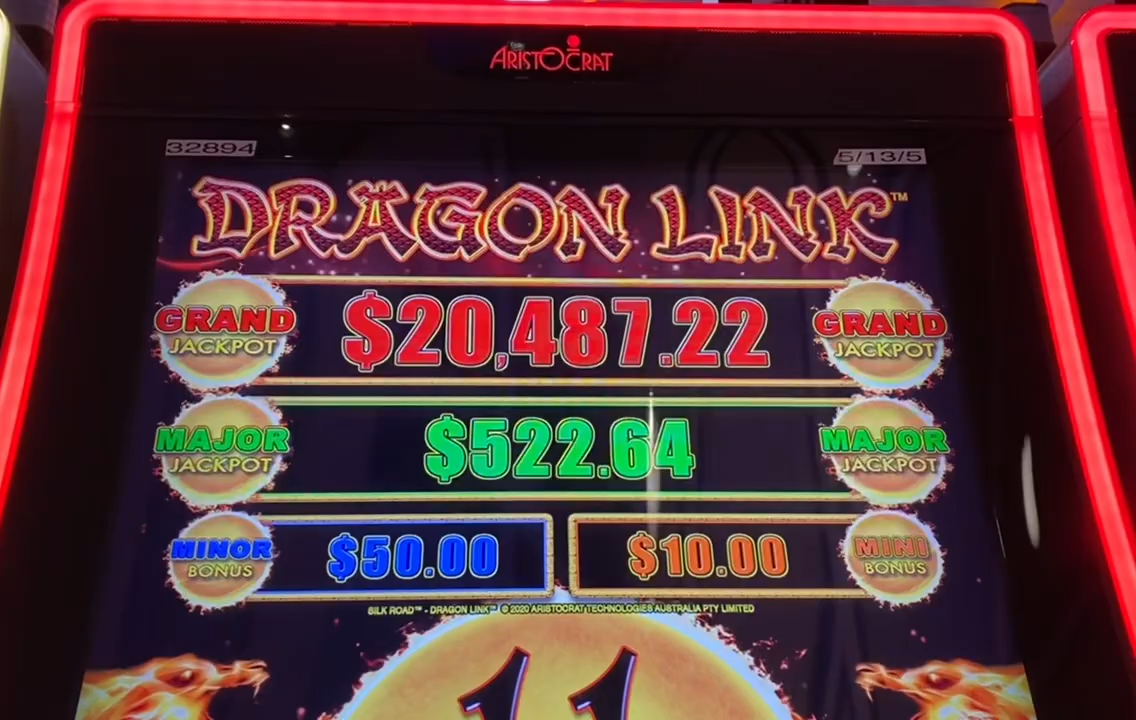 ARISTOCRAT
32894
5/13/5
DRAGON LINK™
GRAND JACKPOT
$20,487.22
GRAND JACKPOT
MAJOR JACKPOT
$522.64
MAJOR JACKPOT
MINOR BONUS
$50.00
$10.00
MINI BONUS
SILK ROAD™ - DRAGON LINK™ © 2020 ARISTOCRAT TECHNOLOGIES AUSTRALIA PTY LIMITED
11